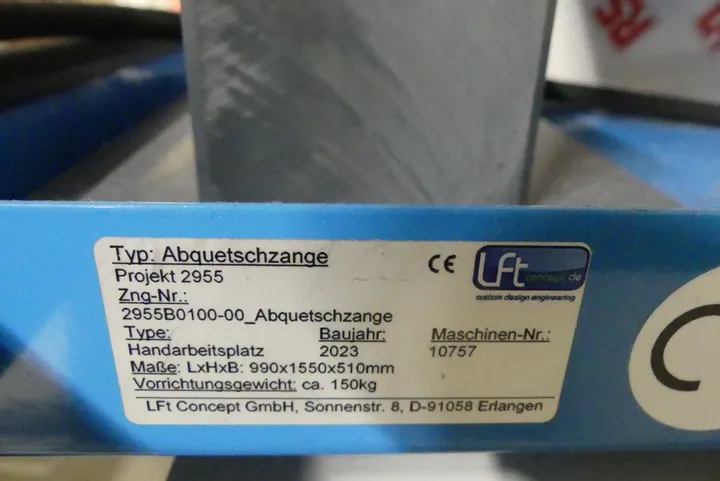 RS
Typ: Abquetschzange
Projekt 2955
Zng-Nr.:
2955B0100-00_Abquetschzange
Type: Baujahr: Maschinen-Nr.:
Handarbeitsplatz 2023 10757
Maße: LxHxB: 990x1550x510mm
Vorrichtungsgewicht: ca. 150kg
LFt Concept GmbH, Sonnenstr. 8, D-91058 Erlangen
CE
LFt
concept.de
custom design engineering